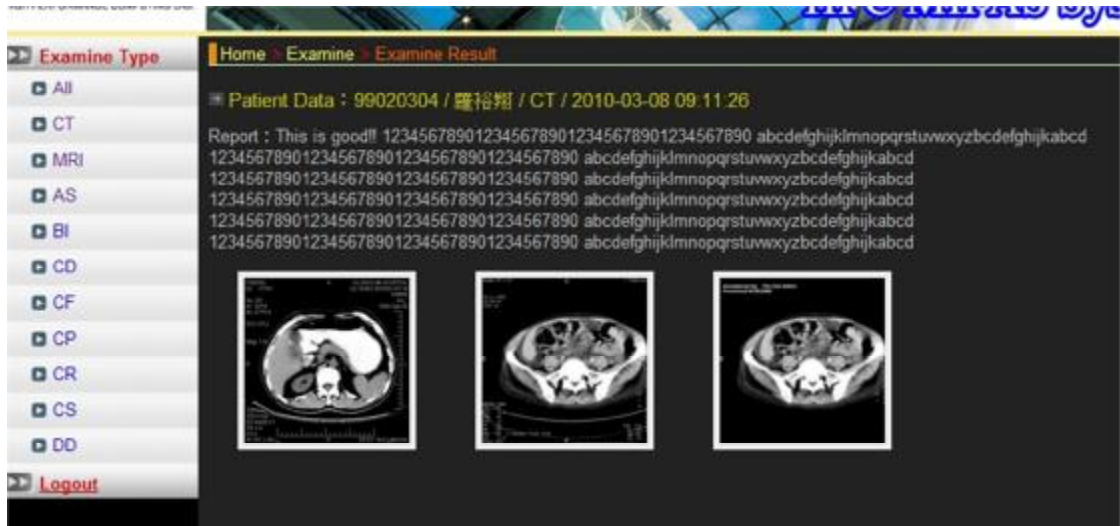 Examine Type
All
CT
MRI
AS
BI
CD
CF
CP
CR
CS
DD
Logout
Home > Examine > Examine Result
Patient Data：99020304 / 羅裕翔 / CT / 2010-03-08 09:11:26
Report：This is good!! 1234567890123456789012345678901234567890 abcdefghijklmnopqrstuvwxyzbcdefghijkabcd
1234567890123456789012345678901234567890 abcdefghijklmnopqrstuvwxyzbcdefghijkabcd
1234567890123456789012345678901234567890 abcdefghijklmnopqrstuvwxyzbcdefghijkabcd
1234567890123456789012345678901234567890 abcdefghijklmnopqrstuvwxyzbcdefghijkabcd
1234567890123456789012345678901234567890 abcdefghijklmnopqrstuvwxyzbcdefghijkabcd
1234567890123456789012345678901234567890 abcdefghijklmnopqrstuvwxyzbcdefghijkabcd